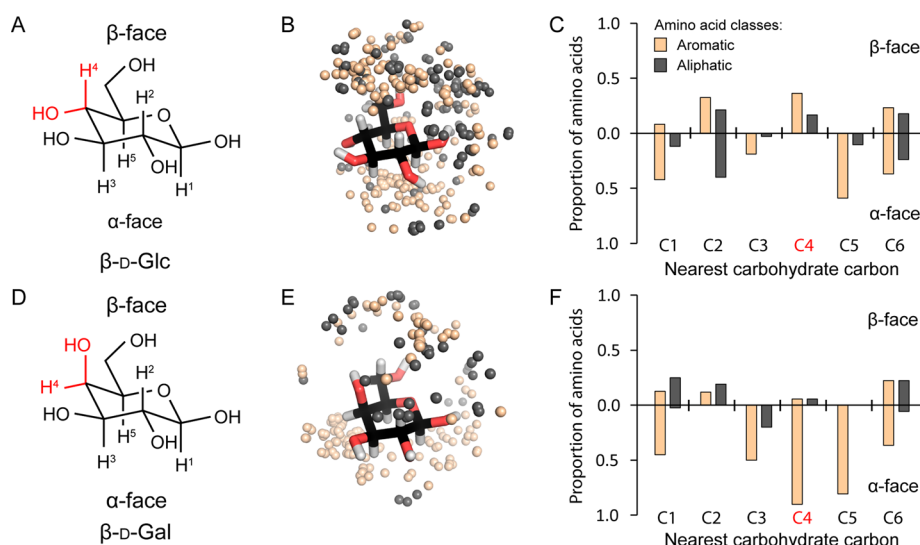 A
β-face
H⁴
OH
HO
H²
O
HO
OH
H⁵
OH
H³
H¹
α-face
β-D-Glc
B
C
Amino acid classes:
Aromatic
Aliphatic
β-face
Proportion of amino acids
1.0
0.5
0.0
0.5
1.0
α-face
C1 C2 C3 C4 C5 C6
Nearest carbohydrate carbon
D
β-face
HO
OH
H²
H⁴
O
HO
OH
H⁵
OH
H³
H¹
α-face
β-D-Gal
E
F
β-face
Proportion of amino acids
1.0
0.5
0.0
0.5
1.0
α-face
C1 C2 C3 C4 C5 C6
Nearest carbohydrate carbon